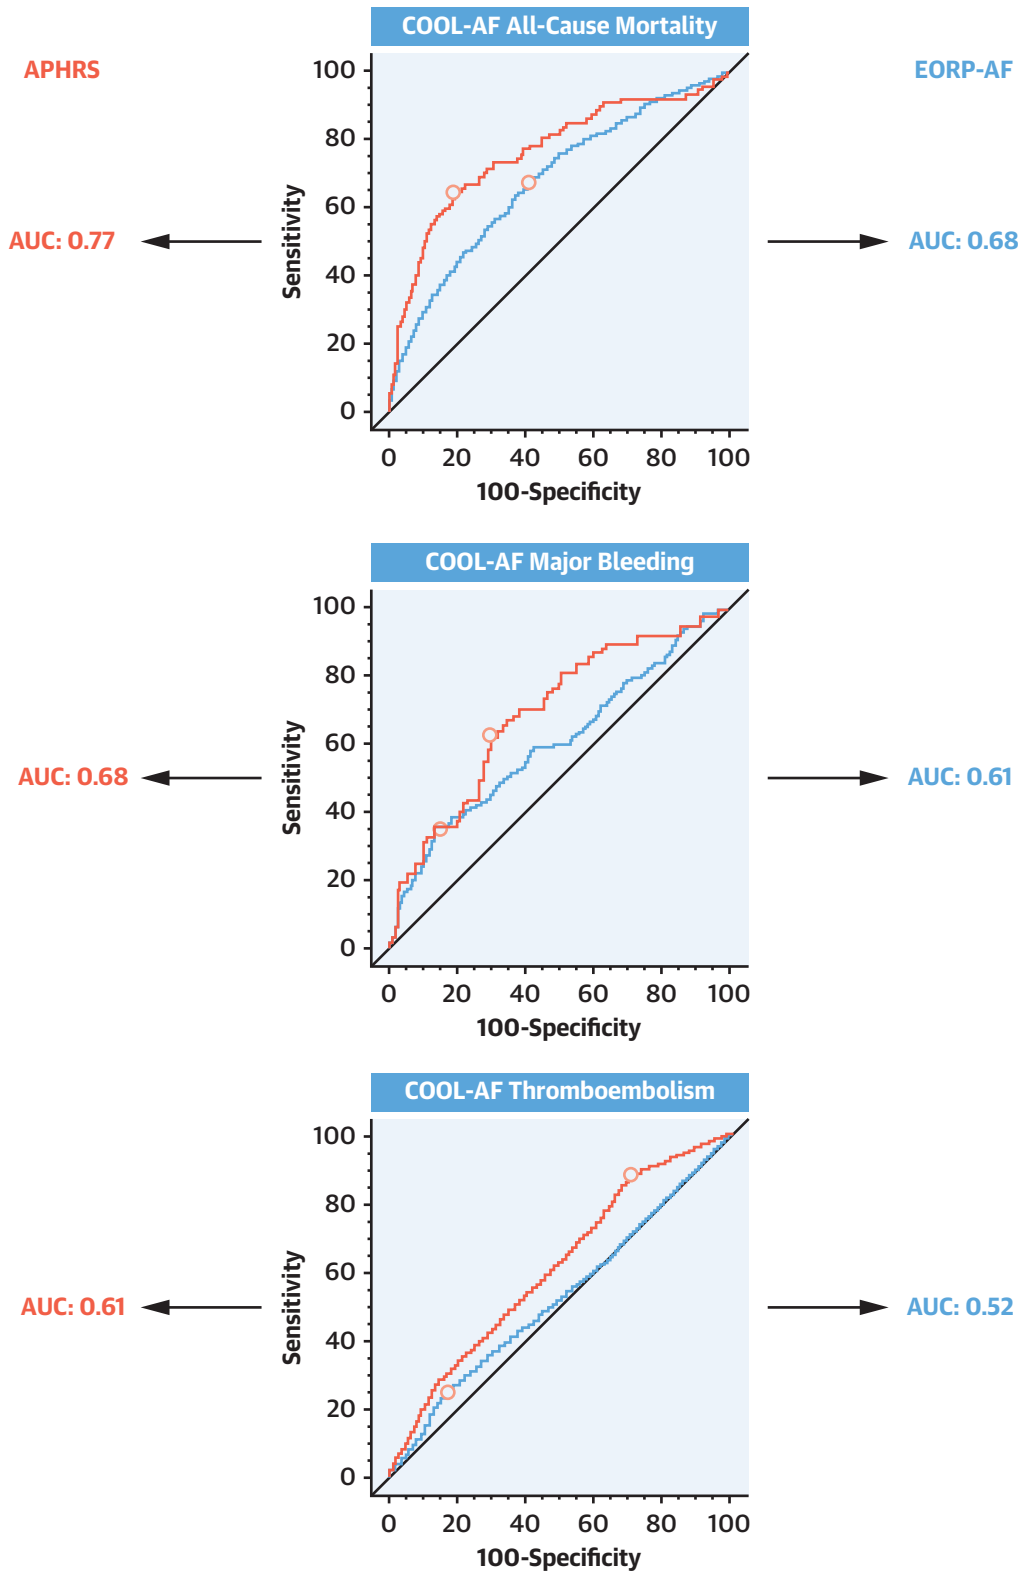 COOL-AF All-Cause Mortality
APHRS
EORP-AF
AUC: 0.77
AUC: 0.68
Sensitivity
100
80
60
40
20
0
0 20 40 60 80 100
100-Specificity
COOL-AF Major Bleeding
AUC: 0.68
AUC: 0.61
Sensitivity
100
80
60
40
20
0
0 20 40 60 80 100
100-Specificity
COOL-AF Thromboembolism
AUC: 0.61
AUC: 0.52
Sensitivity
100
80
60
40
20
0
0 20 40 60 80 100
100-Specificity